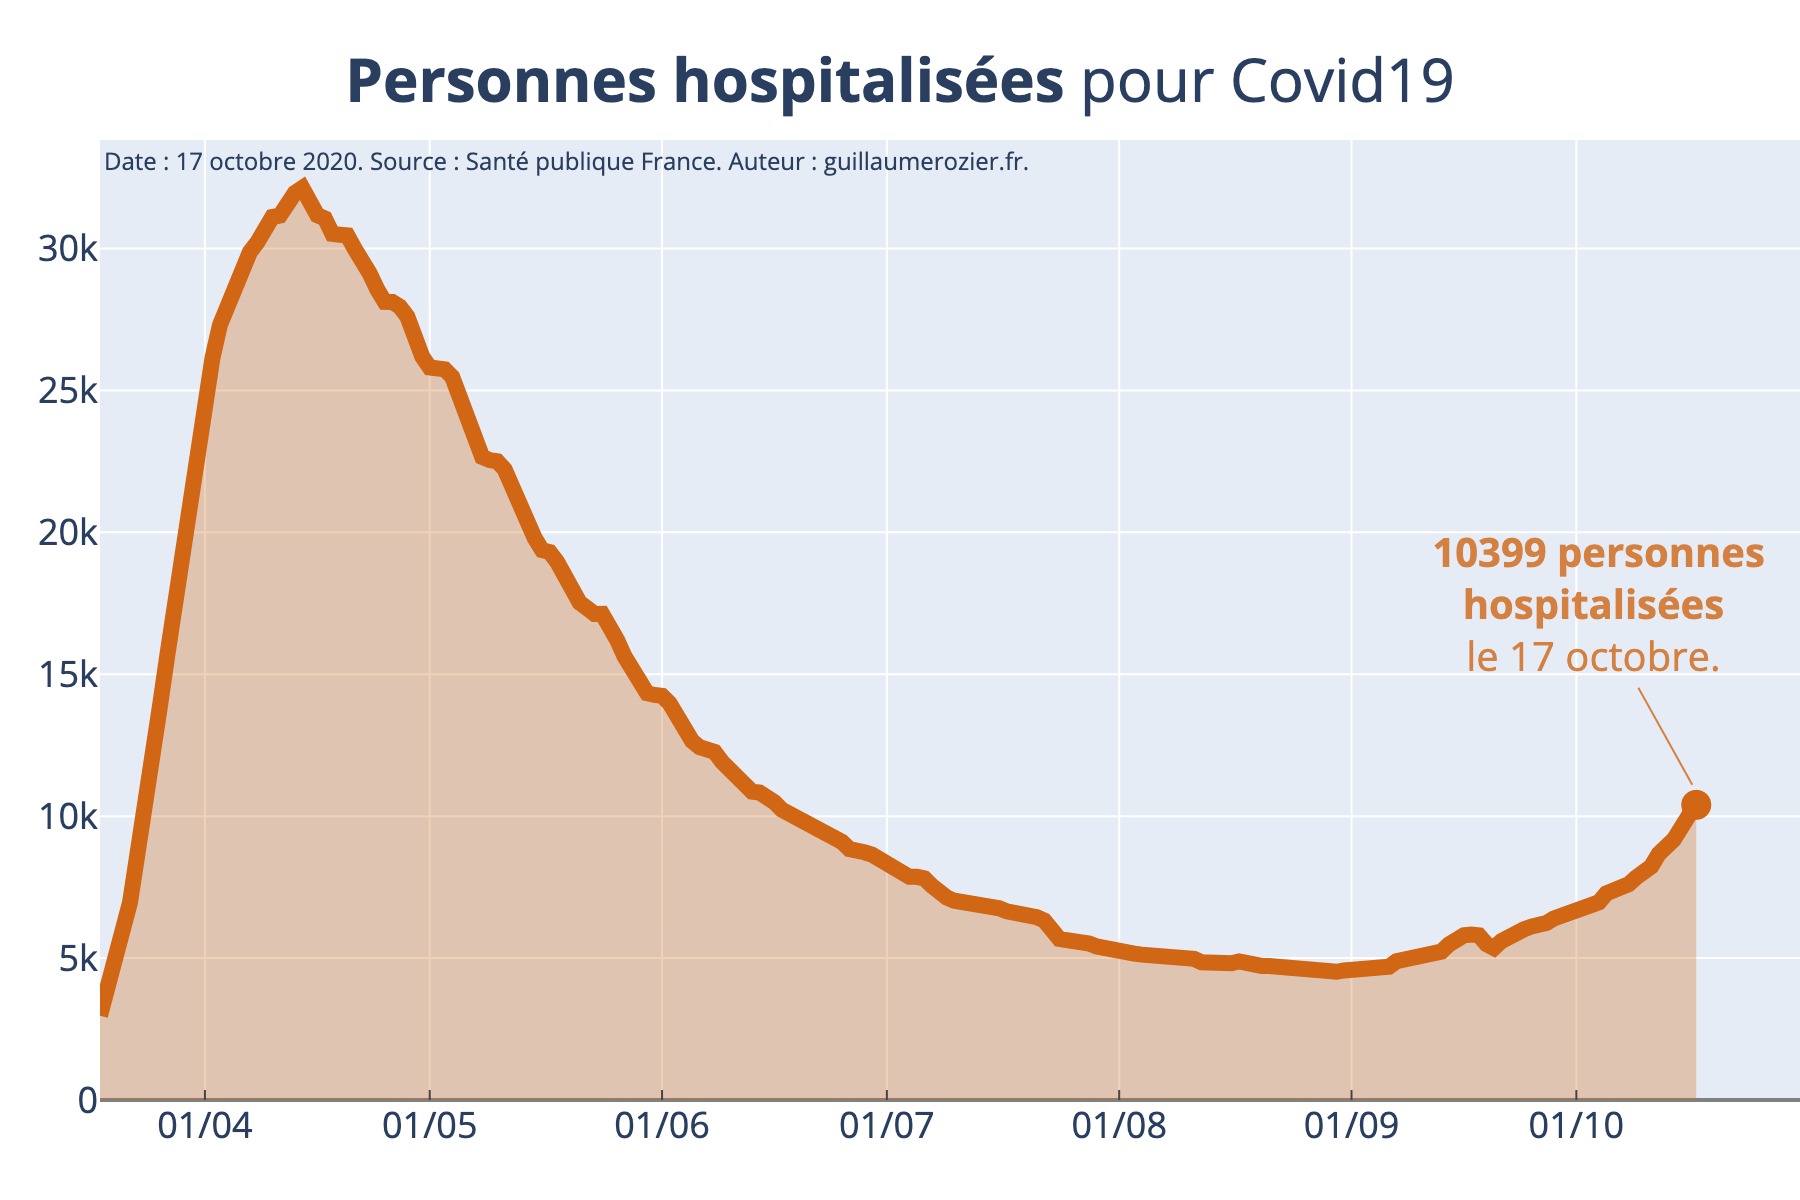 Personnes hospitalisées pour Covid19
Date : 17 octobre 2020. Source : Santé publique France. Auteur : guillaumerozier.fr.
30k
25k
20k
15k
10k
5k
0
10399 personnes
hospitalisées
le 17 octobre.
01/04 01/05 01/06 01/07 01/08 01/09 01/10